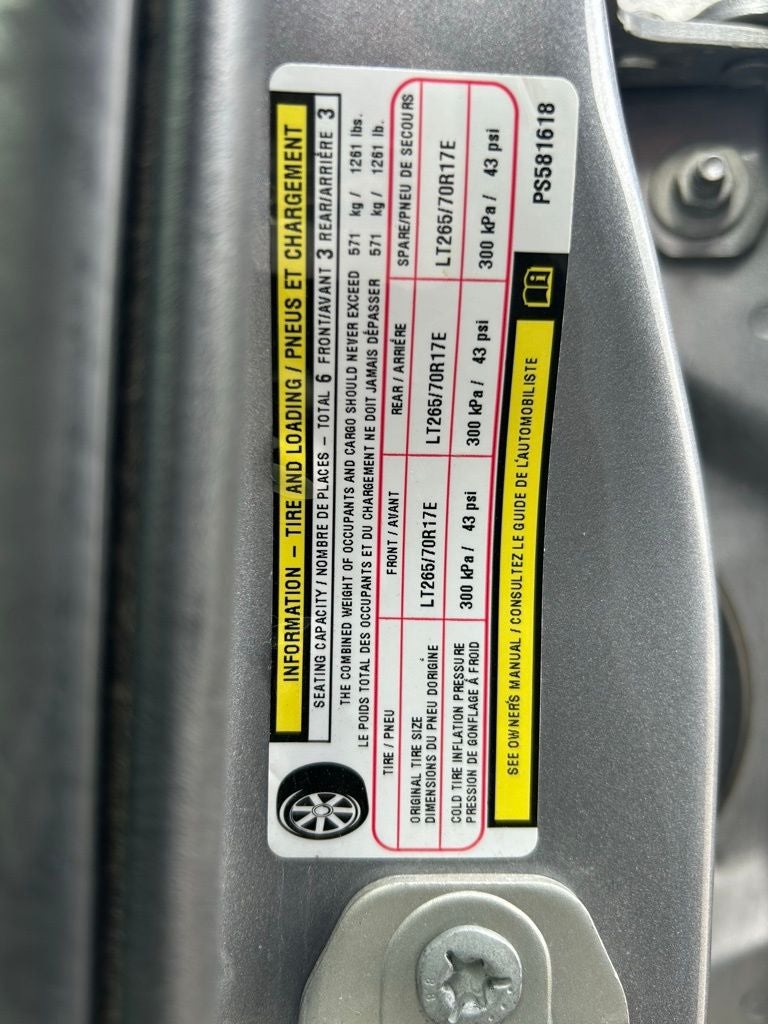 INFORMATION – TIRE AND LOADING / PNEUS ET CHARGEMENT
SEATING CAPACITY / NOMBRE DE PLACES – TOTAL 6 FRONT/AVANT 3 REAR/ARRIÉRE 3
THE COMBINED WEIGHT OF OCCUPANTS AND CARGO SHOULD NEVER EXCEED 571 kg / 1261 lbs.
LE POIDS TOTAL DES OCCUPANTS ET DU CHARGEMENT NE DOIT JAMAIS DÉPASSER 571 kg / 1261 lb.
TIRE / PNEU FRONT / AVANT REAR / ARRIÉRE SPARE/PNEU DE SECOURS
ORIGINAL TIRE SIZE
DIMENSIONS DU PNEU DORIGINE LT265/70R17E LT265/70R17E LT265/70R17E
COLD TIRE INFLATION PRESSURE
PRESSION DE GONFLAGE Á FROID 300 kPa / 43 psi 300 kPa / 43 psi 300 kPa / 43 psi
SEE OWNER'S MANUAL / CONSULTEZ LE GUIDE DE L'AUTOMOBILISTE
PS581618